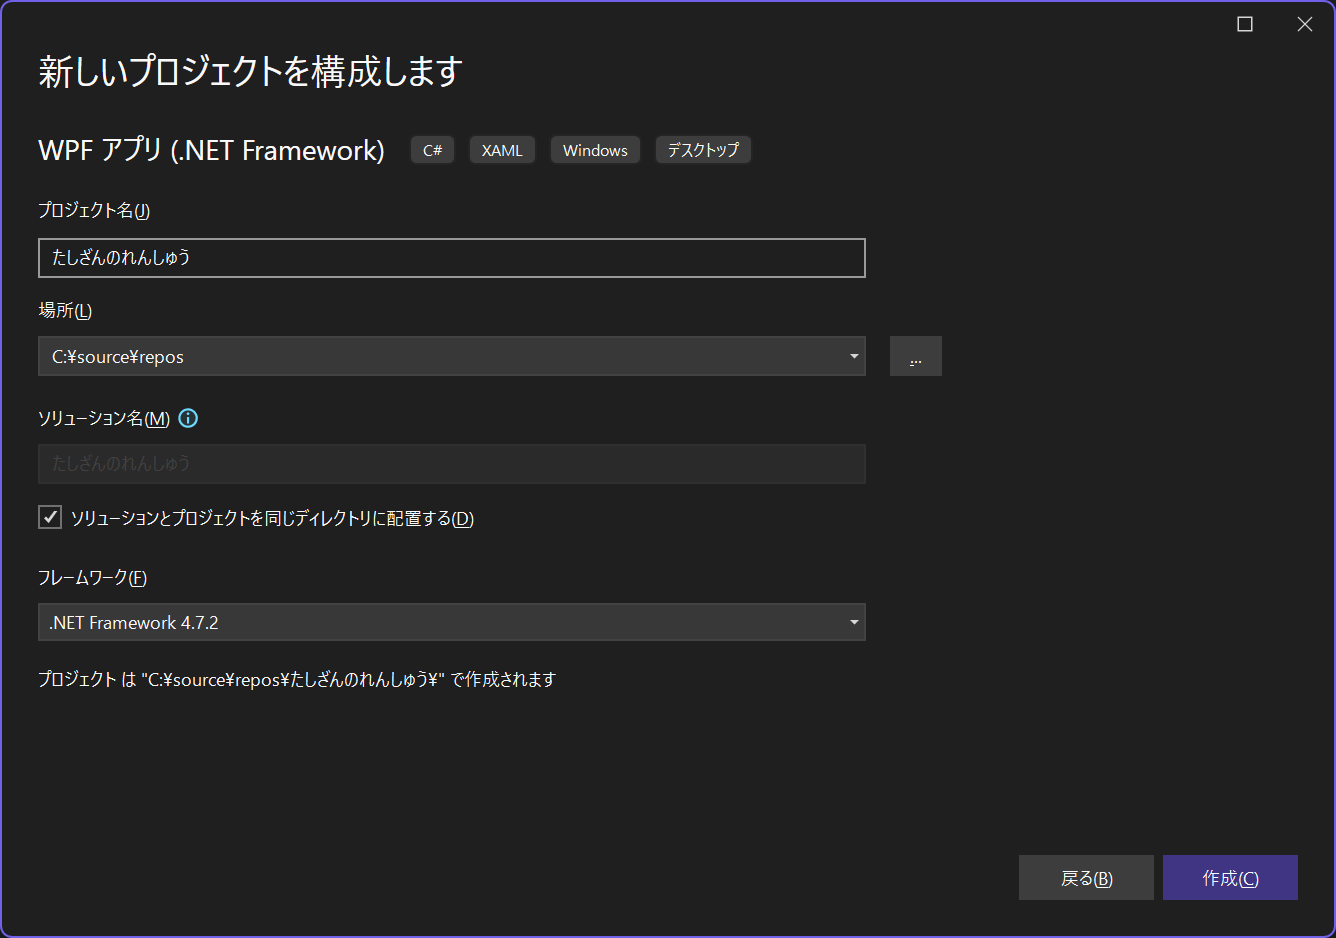 新しいプロジェクトを構成します
WPF アプリ (.NET Framework) C# XAML Windows デスクトップ
プロジェクト名(J)
たしざんのれんしゅう
場所(L)
C:¥source¥repos
...
ソリューション名(M)
たしざんのれんしゅう
ソリューションとプロジェクトを同じディレクトリに配置する(D)
フレームワーク(F)
.NET Framework 4.7.2
プロジェクト は "C:¥source¥repos¥たしざんのれんしゅう¥" で作成されます
戻る(B) 作成(C)